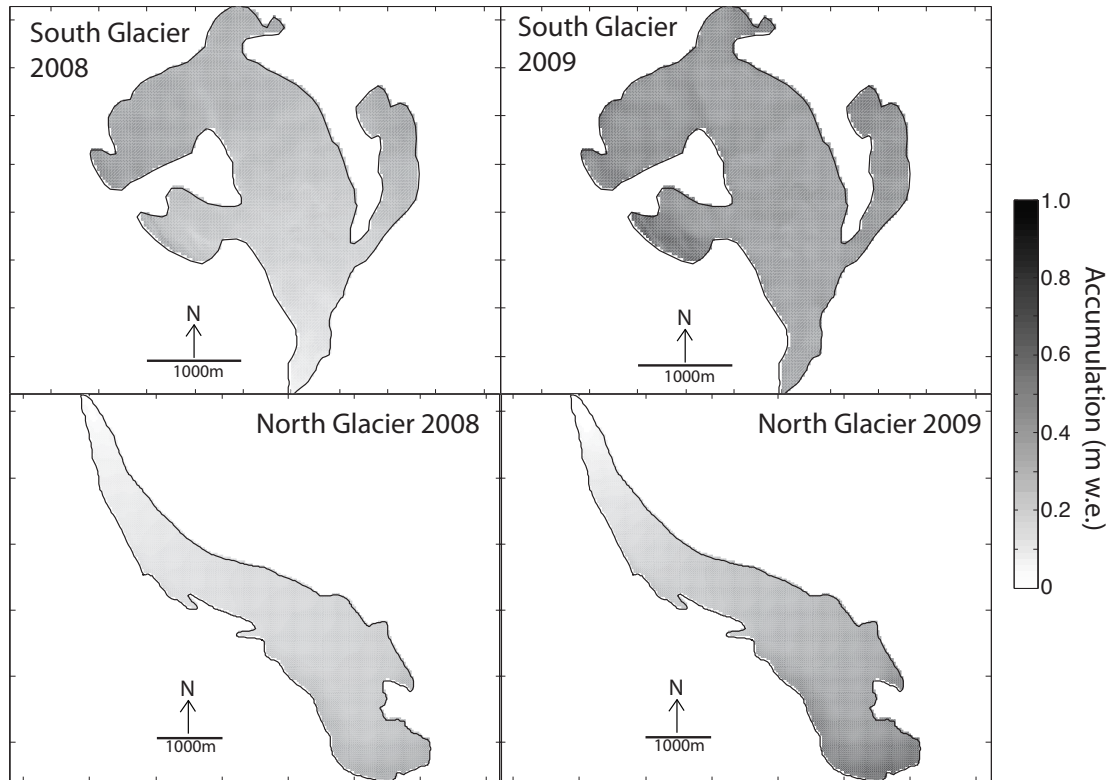 South Glacier
2008
N
1000m
South Glacier
2009
N
1000m
North Glacier 2008
N
1000m
North Glacier 2009
N
1000m
1.0
0.8
0.6
0.4
0.2
0
Accumulation (m w.e.)